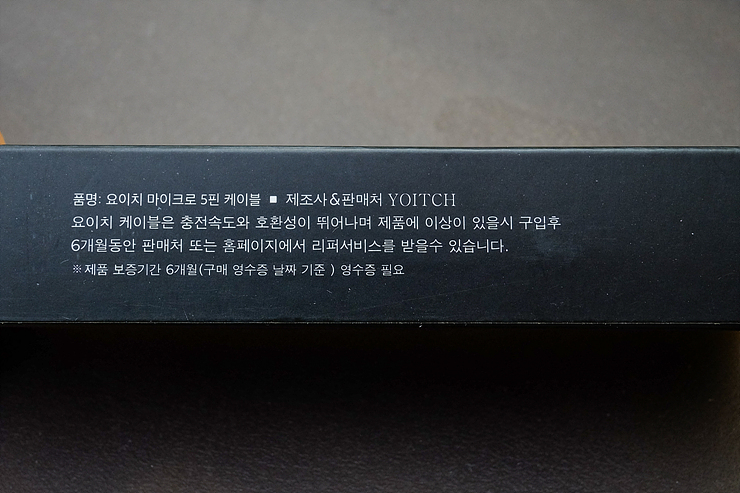 품명: 요이치 마이크로 5핀 케이블 ■ 제조사&판매처 YOITCH
요이치 케이블은 충전속도와 호환성이 뛰어나며 제품에 이상이 있을시 구입후
6개월동안 판매처 또는 홈페이지에서 리퍼서비스를 받을수 있습니다.
※ 제품 보증기간 6개월(구매 영수증 날짜 기준 ) 영수증 필요